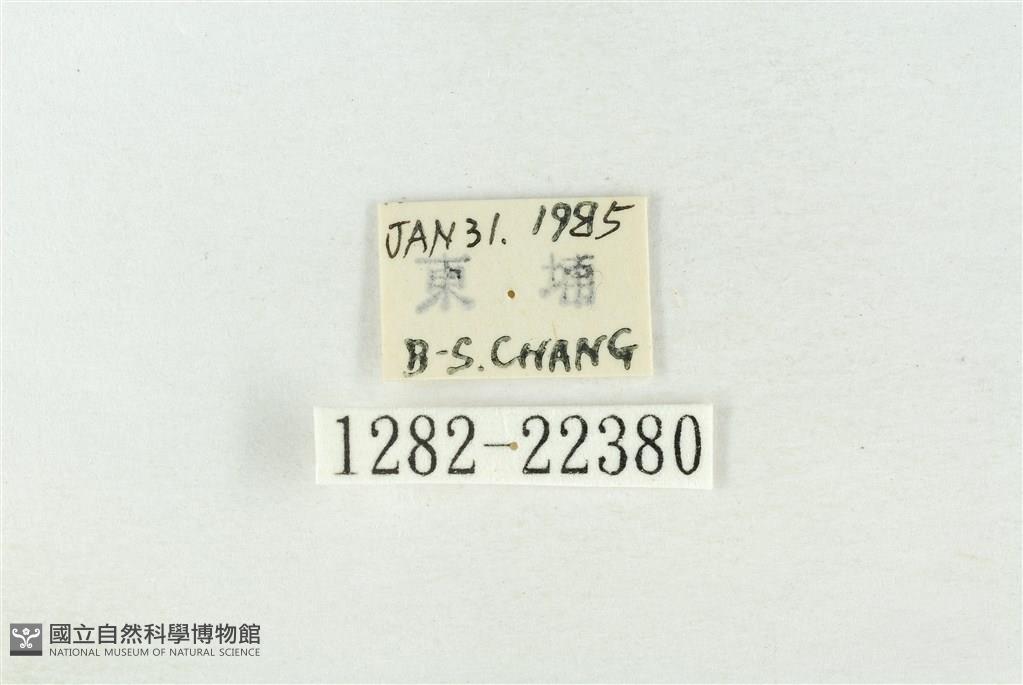 JAN 31. 1985
東 埔
B-S. CHANG
1282-22380
國立自然科學博物館
NATIONAL MUSEUM OF NATURAL SCIENCE